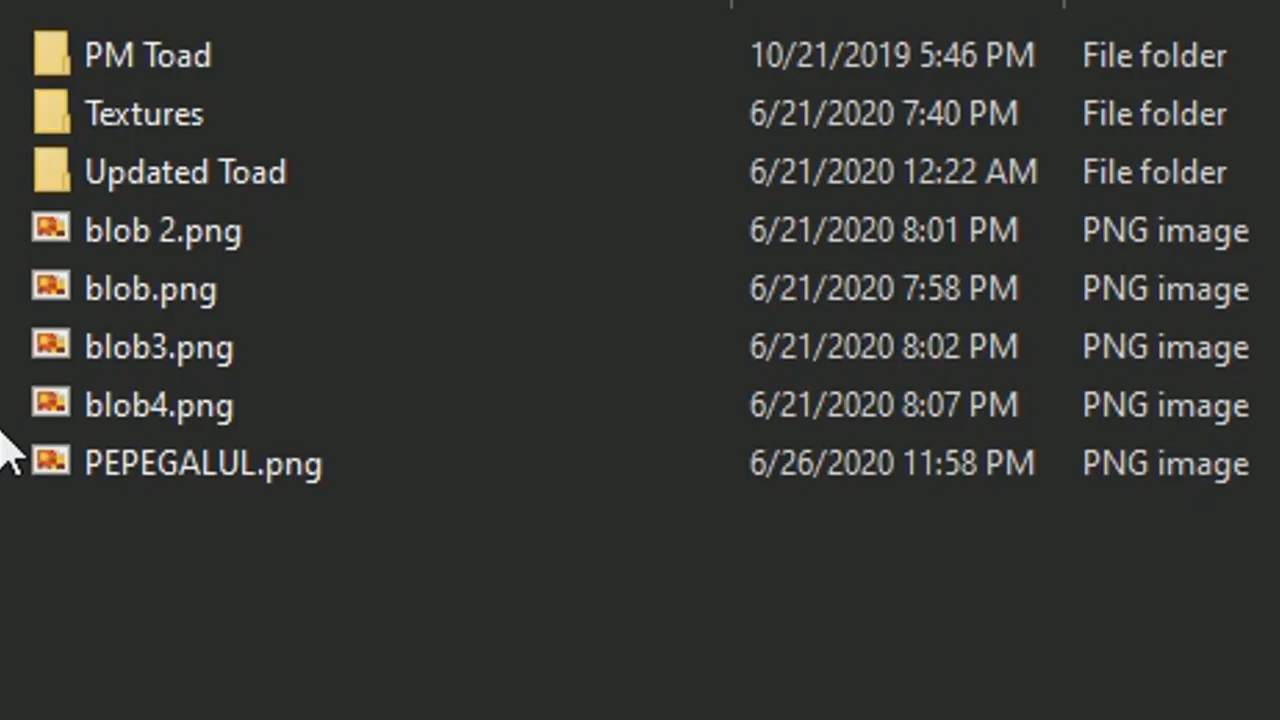 PM Toad 10/21/2019 5:46 PM File folder
Textures 6/21/2020 7:40 PM File folder
Updated Toad 6/21/2020 12:22 AM File folder
blob 2.png 6/21/2020 8:01 PM PNG image
blob.png 6/21/2020 7:58 PM PNG image
blob3.png 6/21/2020 8:02 PM PNG image
blob4.png 6/21/2020 8:07 PM PNG image
PEPEGALUL.png 6/26/2020 11:58 PM PNG image